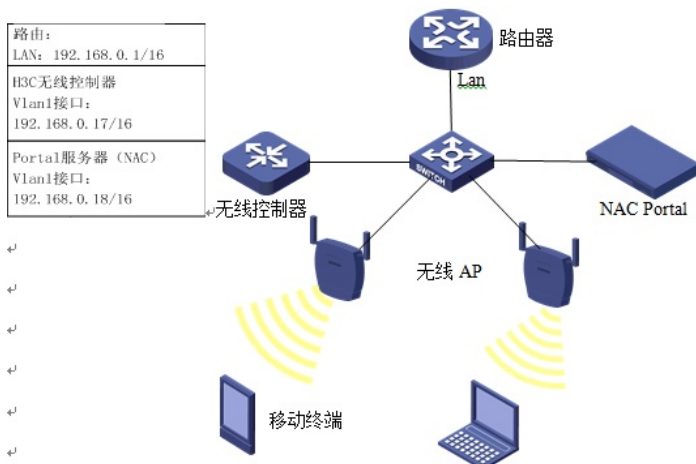 路由：
LAN: 192.168.0.1/16
H3C无线控制器
Vlan1接口：
192.168.0.17/16
Portal服务器（NAC）
Vlan1接口：
192.168.0.18/16
路由器
Lan
SWITCH
无线控制器
NAC Portal
无线 AP
移动终端